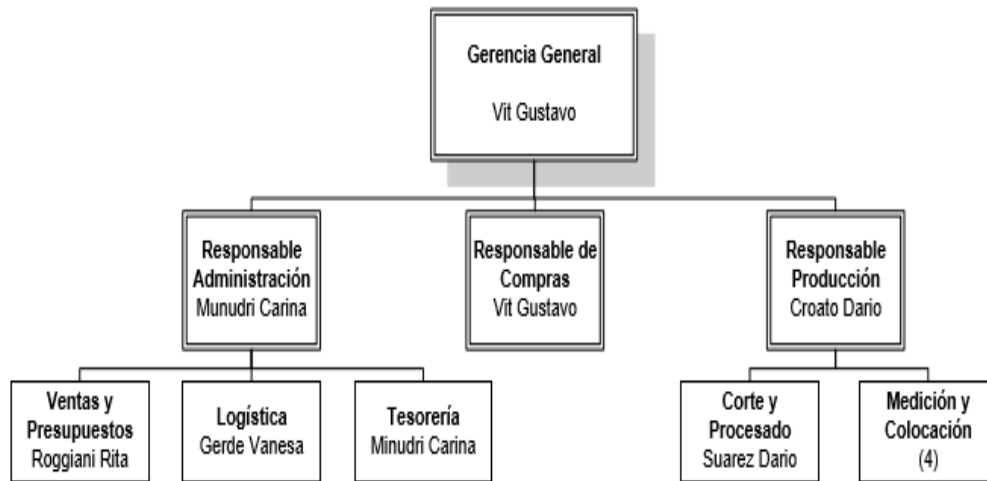 Gerencia General
Vit Gustavo
Responsable
Administración
Munudri Carina
Responsable de
Compras
Vit Gustavo
Responsable
Producción
Croato Dario
Ventas y
Presupuestos
Roggiani Rita
Logística
Gerde Vanesa
Tesorería
Minudri Carina
Corte y
Procesado
Suarez Dario
Medición y
Colocación
(4)